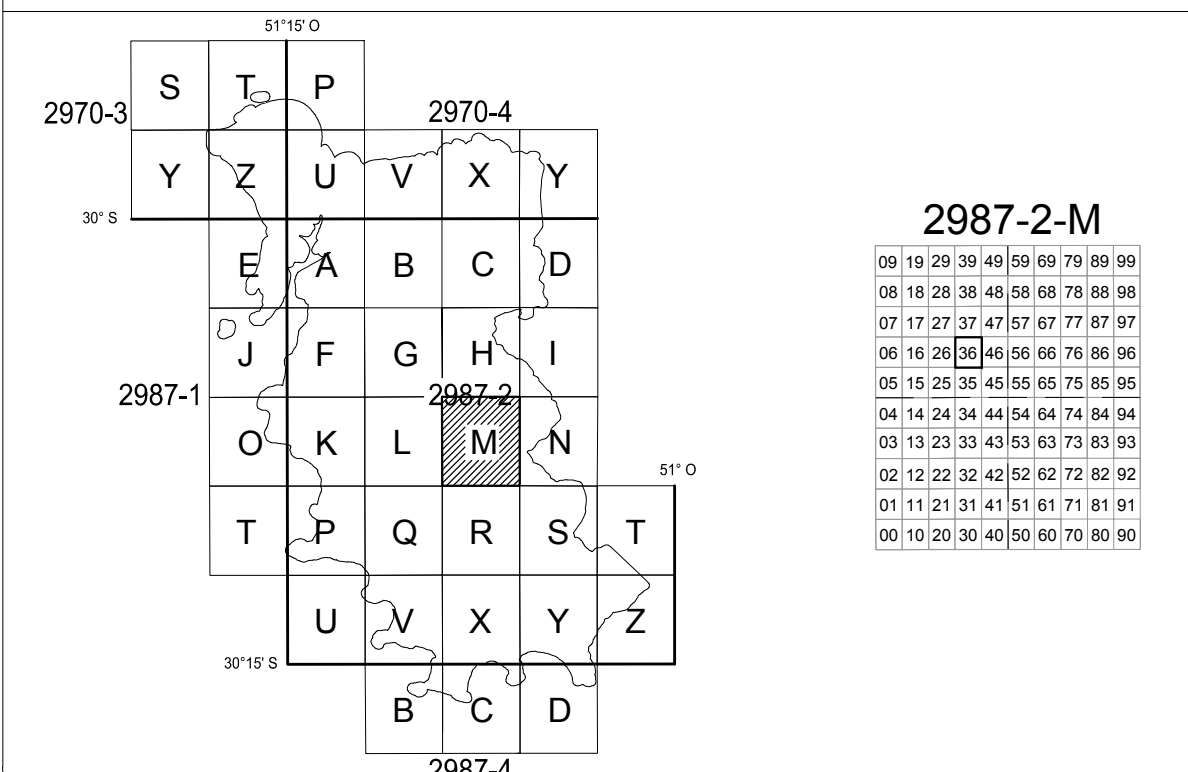 51°15' O
S T P
2970-3
2970-4
Y Z U V X Y
30° S
E A B C D
J F G H I
2987-1
2987-2
O K L M N
51° O
T P Q R S T
U V X Y Z
30°15' S
B C D
2987-4
2987-2-M
09 19 29 39 49 59 69 79 89 99
08 18 28 38 48 58 68 78 88 98
07 17 27 37 47 57 67 77 87 97
06 16 26 36 46 56 66 76 86 96
05 15 25 35 45 55 65 75 85 95
04 14 24 34 44 54 64 74 84 94
03 13 23 33 43 53 63 73 83 93
02 12 22 32 42 52 62 72 82 92
01 11 21 31 41 51 61 71 81 91
00 10 20 30 40 50 60 70 80 90